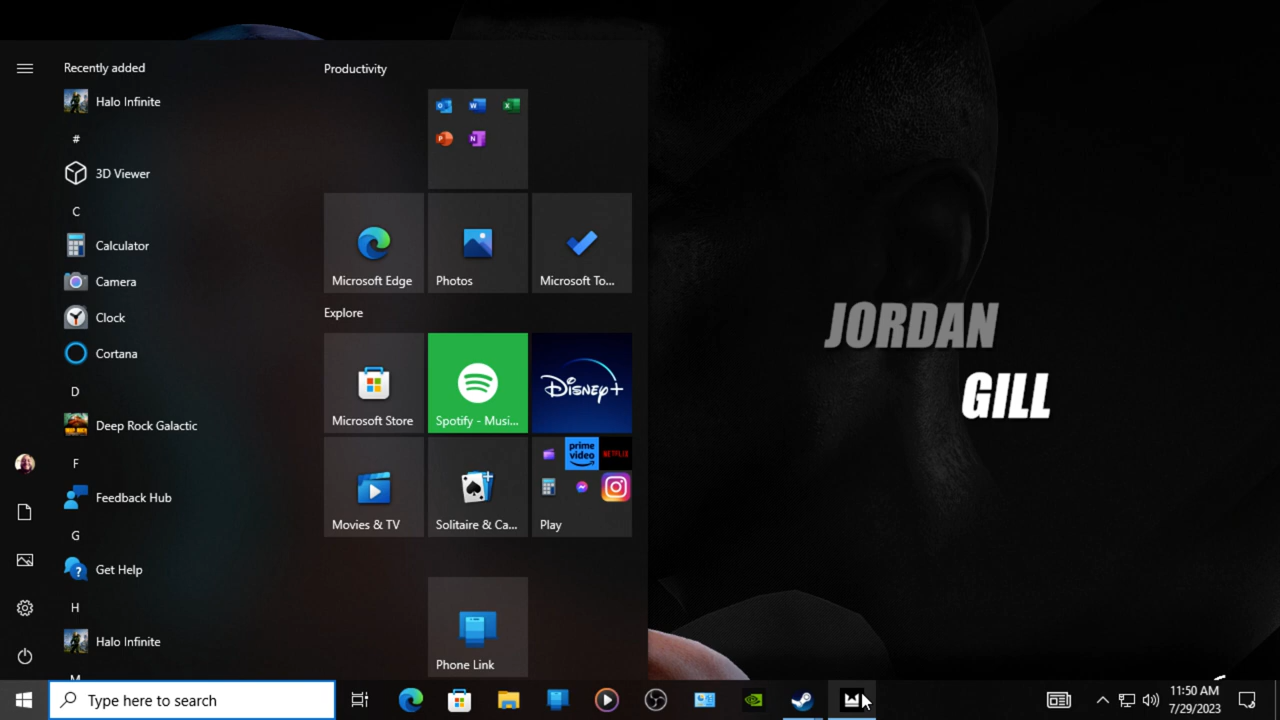 Recently added
Halo Infinite
#
3D Viewer
C
Calculator
Camera
Clock
Cortana
D
Deep Rock Galactic
F
Feedback Hub
G
Get Help
H
Halo Infinite
M
Productivity
Microsoft Edge
Photos
Microsoft To...
Explore
Microsoft Store
Spotify - Musi...
Disney+
Movies & TV
Solitaire & Ca...
prime video
NETFLIX
Play
Phone Link
JORDAN
GILL
Type here to search
11:50 AM
7/29/2023